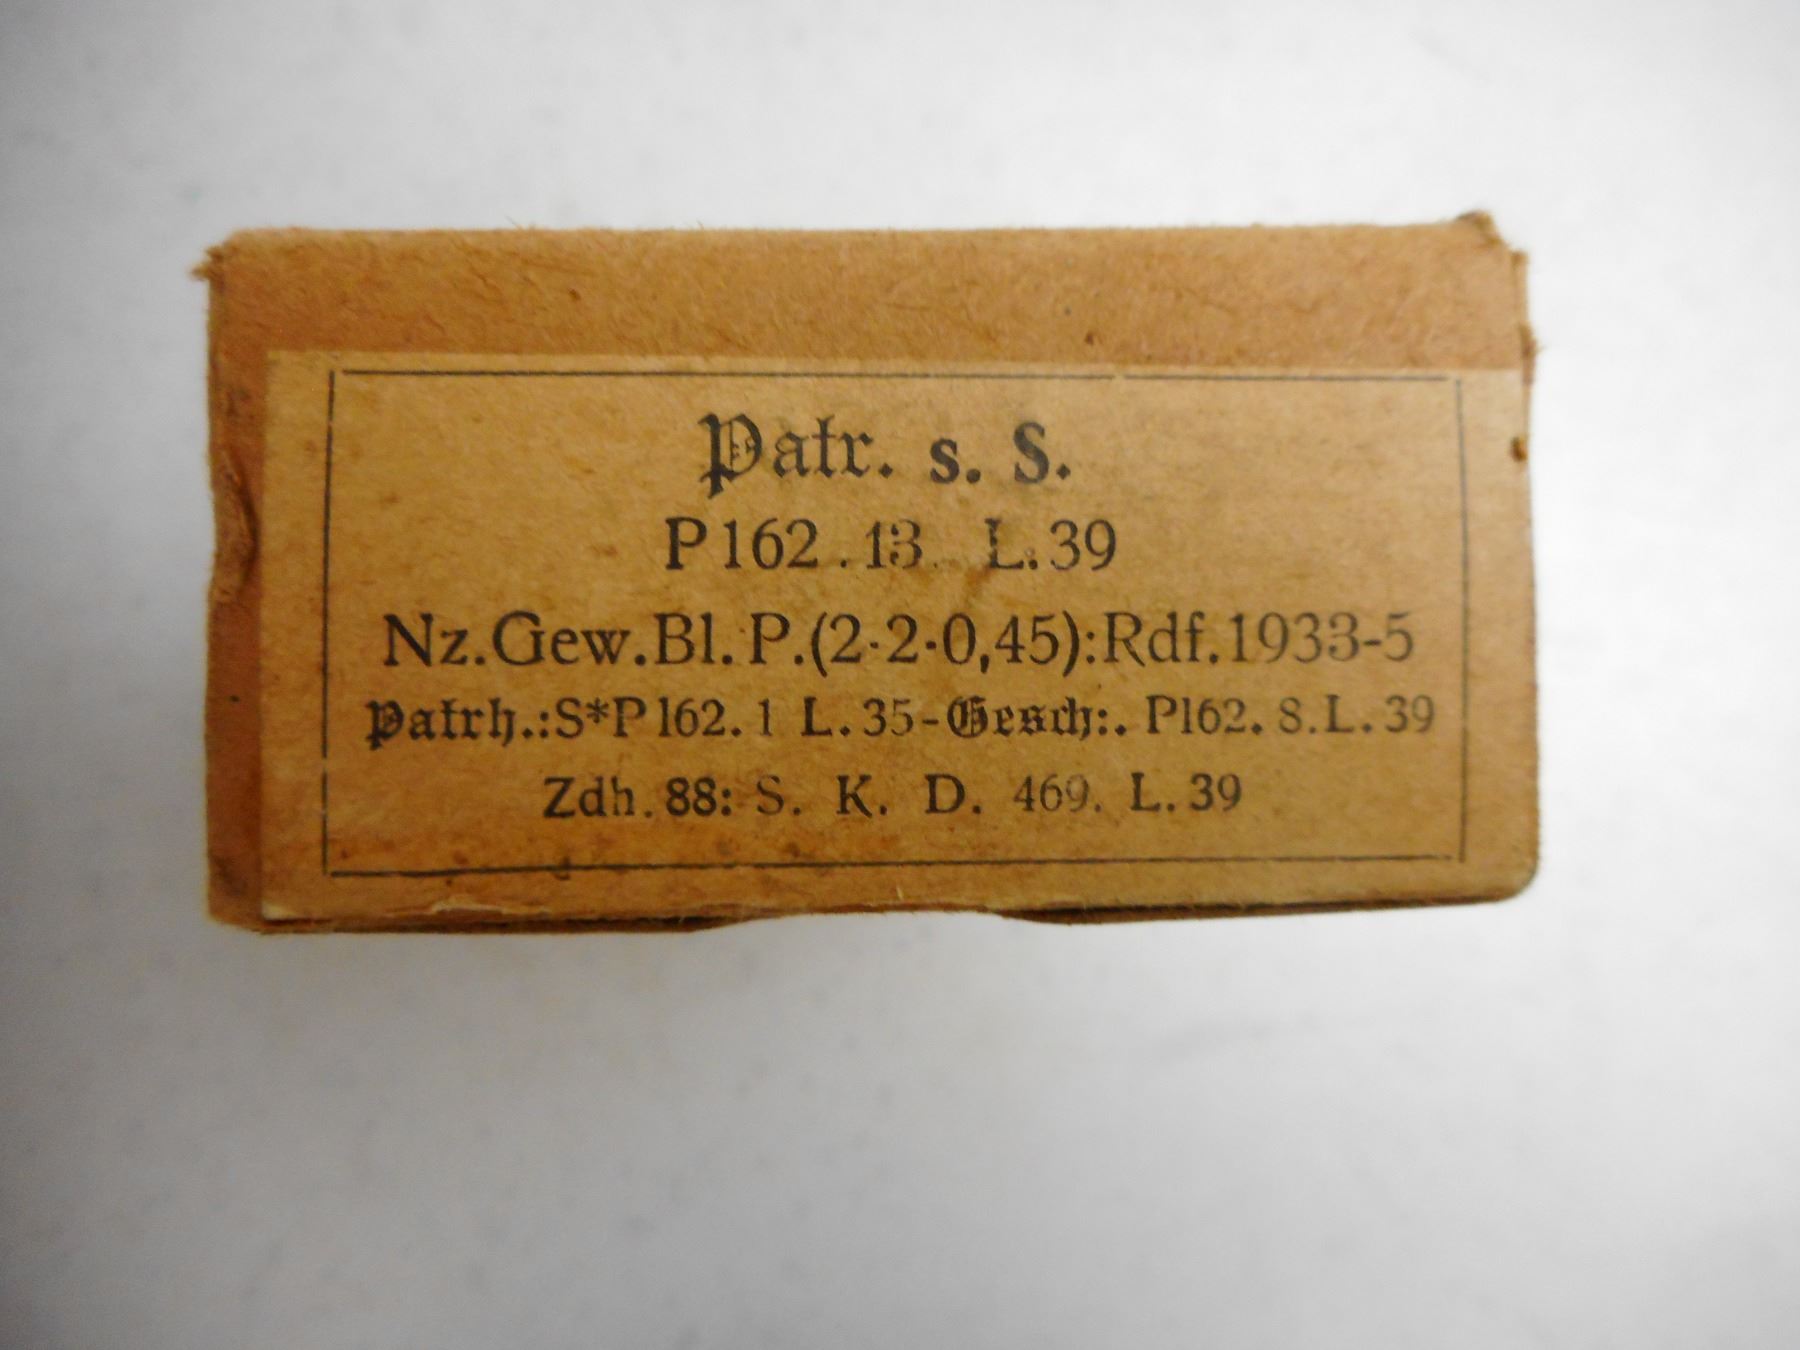 Patr. s. S.
P162.13. L.39
Nz.Gew.Bl.P.(2·2·0,45):Rdf.1933-5
Patrh.:S*P162.1 L.35-Gesch:. P162.8.L.39
Zdh.88: S. K. D. 469. L.39